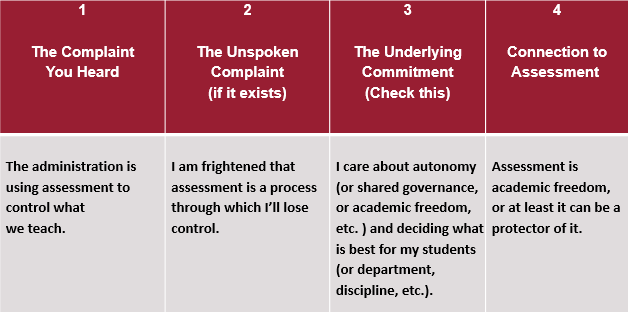 1
The Complaint
You Heard
2
The Unspoken
Complaint
(if it exists)
3
The Underlying
Commitment
(Check this)
4
Connection to
Assessment
The administration is
using assessment to
control what
we teach.
I am frightened that
assessment is a process
through which I’ll lose
control.
I care about autonomy
(or shared governance,
or academic freedom,
etc. ) and deciding what
is best for my students
(or department,
discipline, etc.).
Assessment is
academic freedom,
or at least it can be a
protector of it.